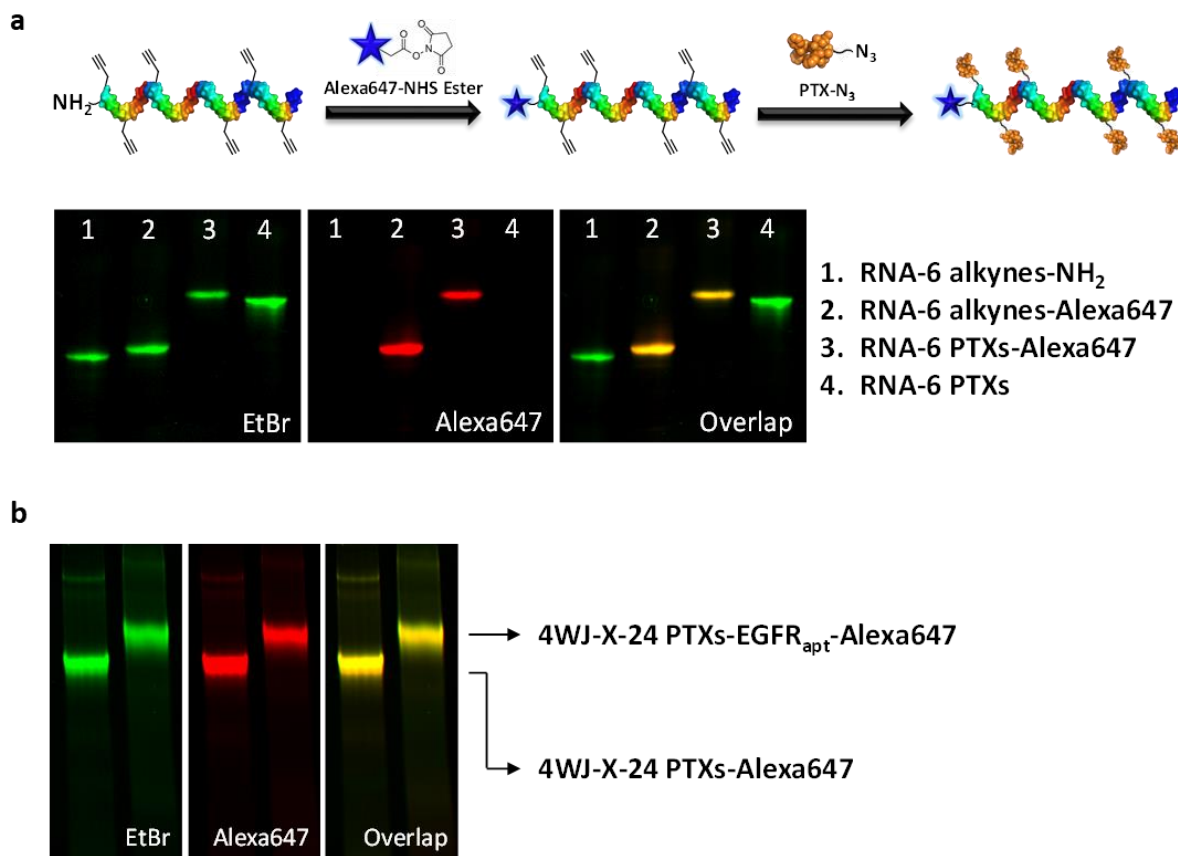 a
NH₂
O
O
N
O
O
Alexa647-NHS Ester
N₃
PTX-N₃
1 2 3 4
EtBr
1 2 3 4
Alexa647
1 2 3 4
Overlap
1. RNA-6 alkynes-NH₂
2. RNA-6 alkynes-Alexa647
3. RNA-6 PTXs-Alexa647
4. RNA-6 PTXs
b
EtBr
Alexa647
Overlap
4WJ-X-24 PTXs-EGFRapt-Alexa647
4WJ-X-24 PTXs-Alexa647